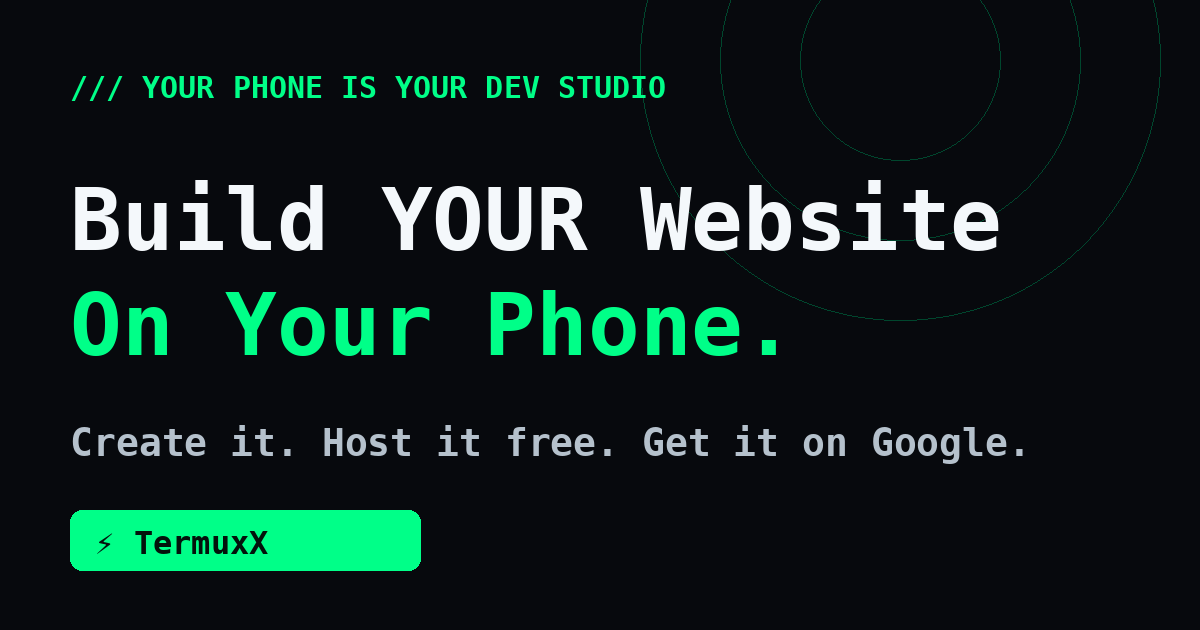 /// YOUR PHONE IS YOUR DEV STUDIO
Build YOUR Website
On Your Phone.
Create it. Host it free. Get it on Google.
⚡ TermuxX